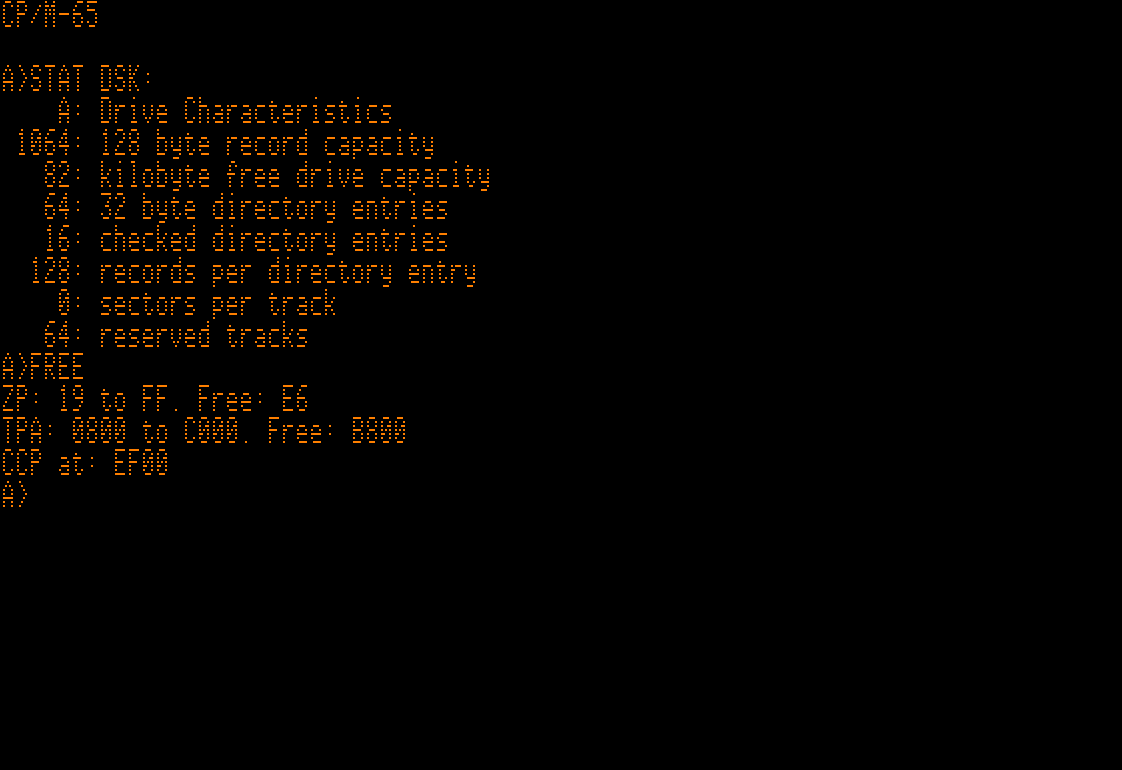 CP/M-65

A>STAT DSK:
    A: Drive Characteristics
 1064: 128 byte record capacity
   82: kilobyte free drive capacity
   64: 32 byte directory entries
   16: checked directory entries
  128: records per directory entry
    0: sectors per track
   64: reserved tracks
A>FREE
ZP: 19 to FF. Free: E6
TPA: 0800 to C000. Free: B800
CCP at: EF00
A>